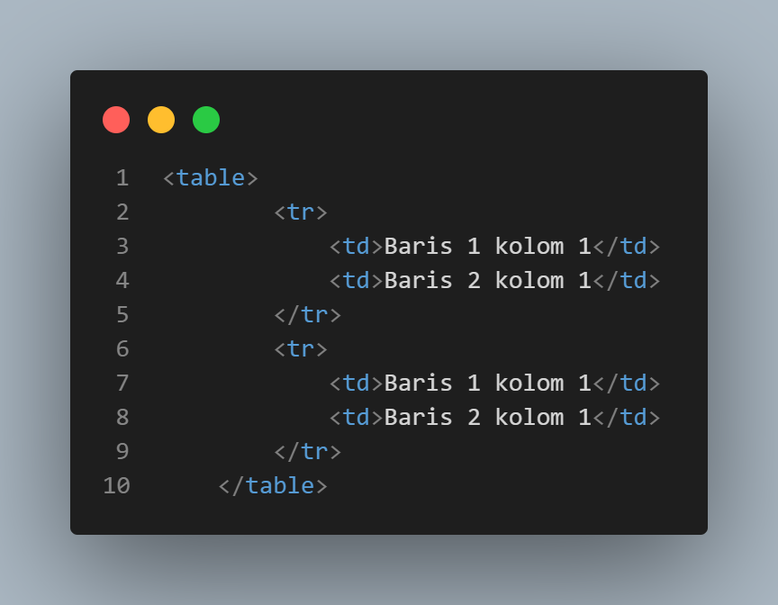 1 <table>
2 <tr>
3 <td>Baris 1 kolom 1</td>
4 <td>Baris 2 kolom 1</td>
5 </tr>
6 <tr>
7 <td>Baris 1 kolom 1</td>
8 <td>Baris 2 kolom 1</td>
9 </tr>
10 </table>